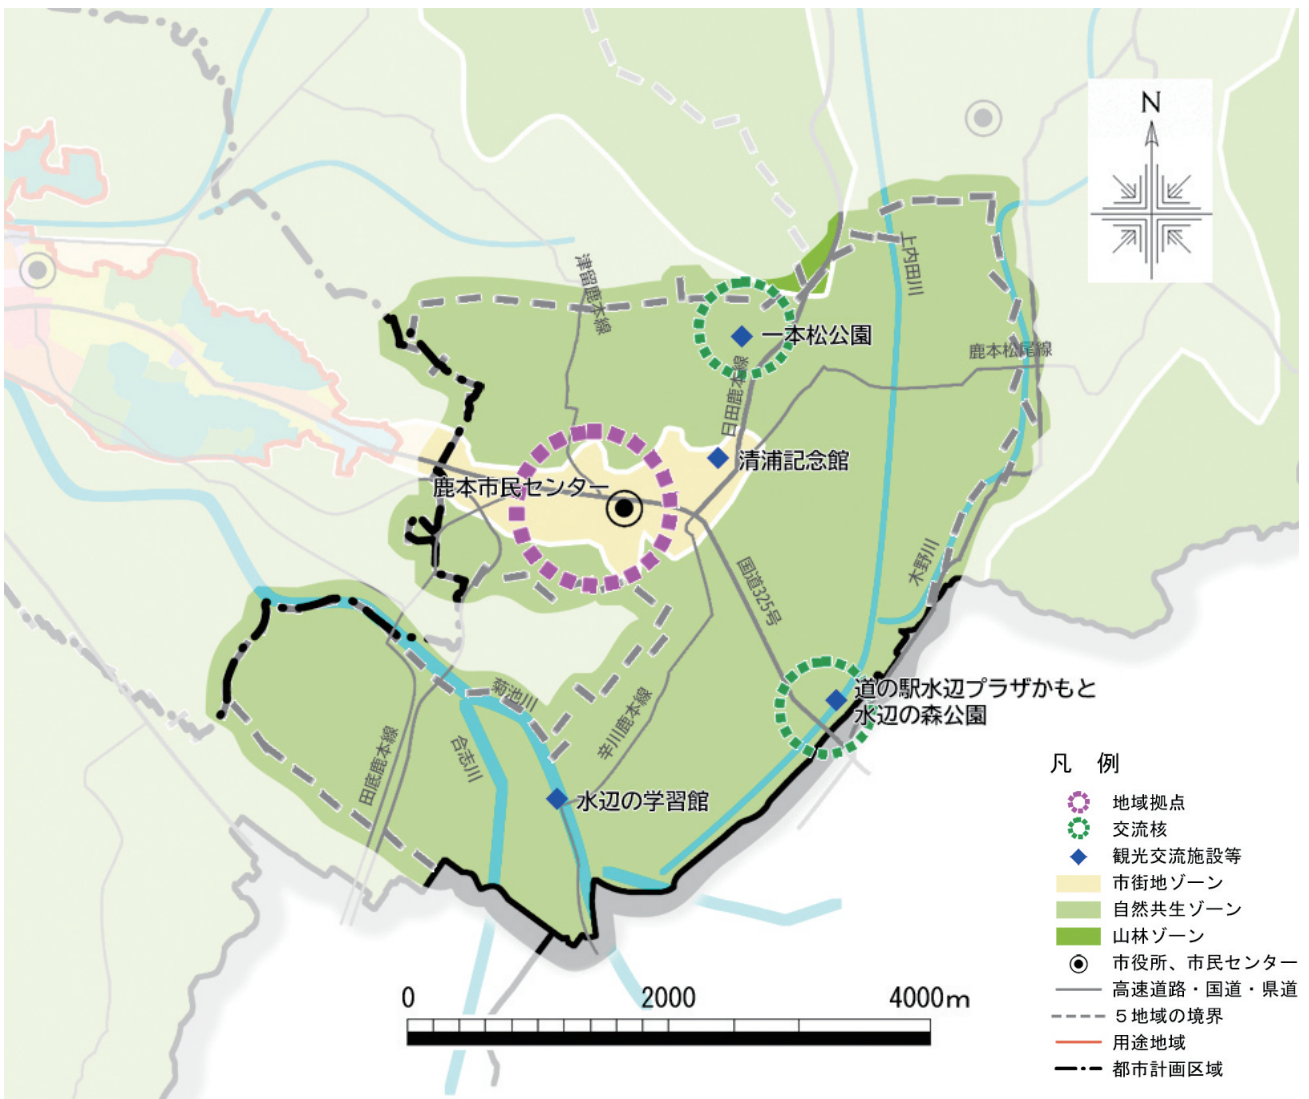 N
上内田川
津留鹿本線
一本松公園
鹿本松尾線
日田鹿本線
清浦記念館
鹿本市民センター
木野川
国道325号
道の駅水辺プラザかもと
水辺の森公園
菊池川
辛川鹿本線
合志川
田底鹿本線
水辺の学習館
凡 例
地域拠点
交流核
観光交流施設等
市街地ゾーン
自然共生ゾーン
山林ゾーン
市役所、市民センター
高速道路・国道・県道
5地域の境界
用途地域
都市計画区域
0 2000 4000m